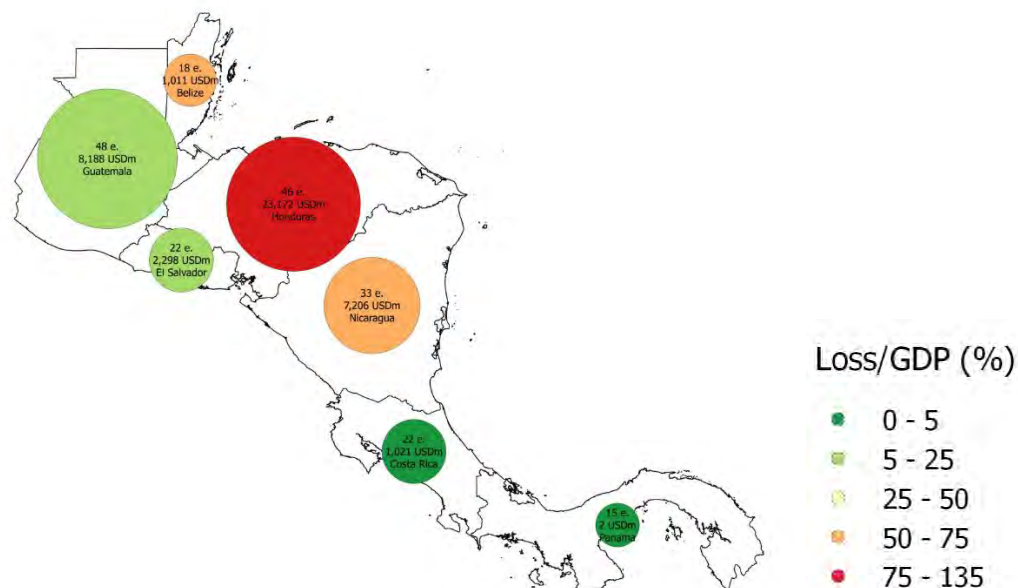 18 e.
1,011 USDm
Belize
48 e.
8,188 USDm
Guatemala
46 e.
23,172 USDm
Honduras
22 e.
2,298 USDm
El Salvador
33 e.
7,206 USDm
Nicaragua
22 e.
1,021 USDm
Costa Rica
15 e.
2 USDm
Panama
Loss/GDP (%)
0 - 5
5 - 25
25 - 50
50 - 75
75 - 135